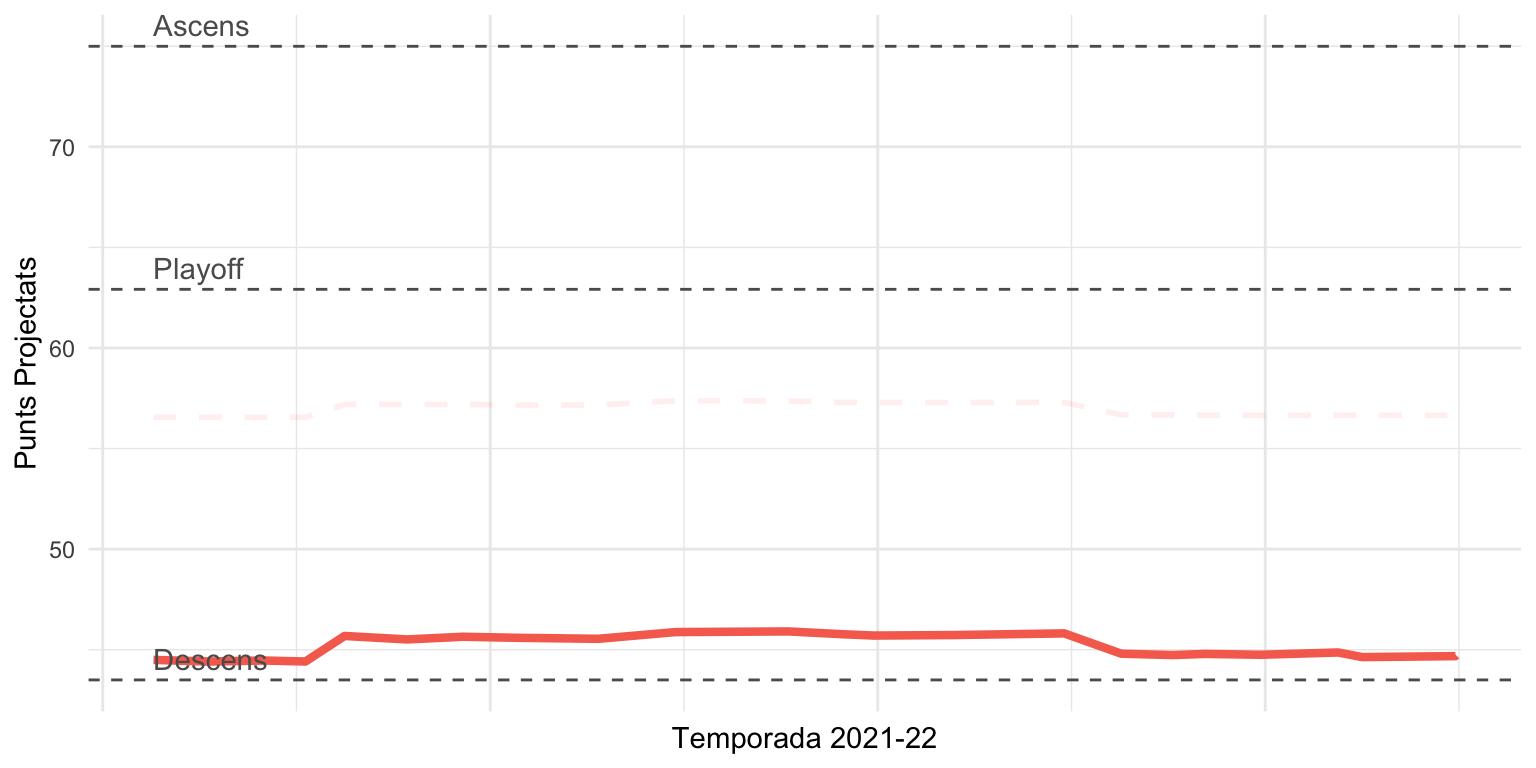 Ascens
70
Playoff
60
Punts Projectats
50
Descens
Temporada 2021-22